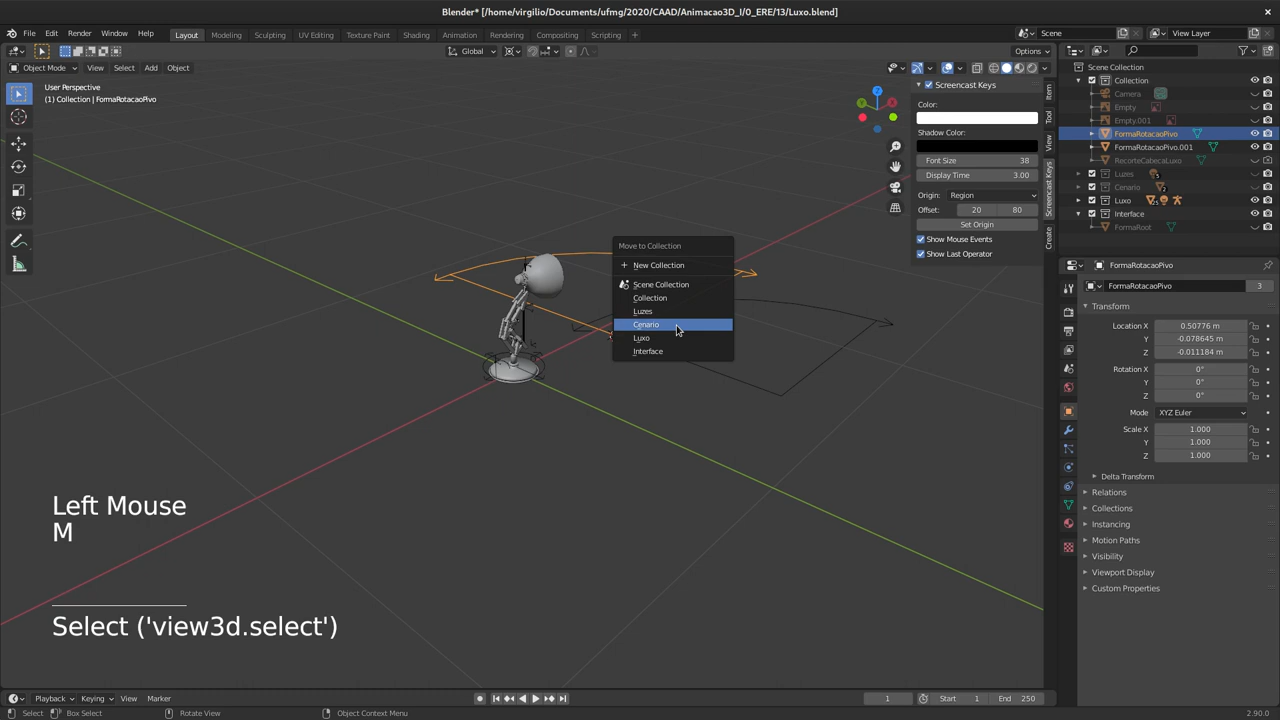 Blender* [/home/virgilio/Documents/ufmg/2020/CAAD/Animacao3D_I/0_ERE/13/Luxo.blend]
File Edit Render Window Help Layout Modeling Sculpting UV Editing Texture Paint Shading Animation Rendering Compositing Scripting + Scene View Layer
Global Options
Object Mode View Select Add Object
User Perspective
(1) Collection | FormaRotacaoPivo
Screencast Keys
Color:
Shadow Color:
Font Size 38
Display Time 3.00
Origin: Region
Offset: 20 80
Set Origin
Show Mouse Events
Show Last Operator
Item
Tool
View
Screencast Keys
Create
Move to Collection
New Collection
Scene Collection
Collection
Luzes
Cenario
Luxo
Interface
Scene Collection
Collection
Camera
Empty
Empty.001
FormaRotacaoPivo
FormaRotacaoPivo.001
RecorteCabecaLuxo
Luzes
Cenario
Luxo
Interface
FormaRoot
FormaRotacaoPivo
FormaRotacaoPivo 3
Transform
Location X 0.50776 m
Y -0.078645 m
Z -0.011184 m
Rotation X 0°
Y 0°
Z 0°
Mode XYZ Euler
Scale X 1.000
Y 1.000
Z 1.000
Delta Transform
Relations
Collections
Instancing
Motion Paths
Visibility
Viewport Display
Custom Properties
Left Mouse
M
Select ('view3d.select')
Playback Keying View Marker 1 Start 1 End 250
Select Box Select Rotate View Object Context Menu 2.90.0